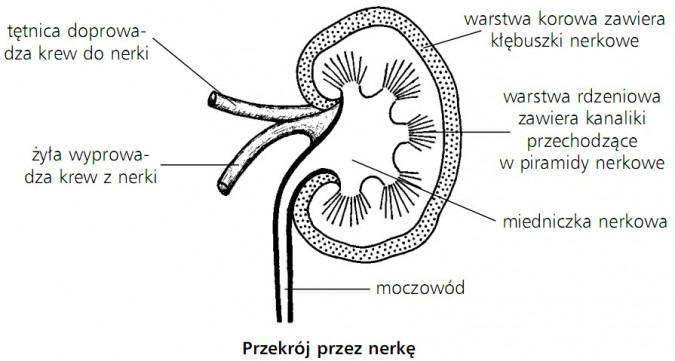 tętnica doprowa-
dza krew do nerki
żyła wyprowa-
dza krew z nerki
warstwa korowa zawiera
kłębuszki nerkowe
warstwa rdzeniowa
zawiera kanaliki
przechodzące
w piramidy nerkowe
miedniczka nerkowa
moczowód
Przekrój przez nerkę